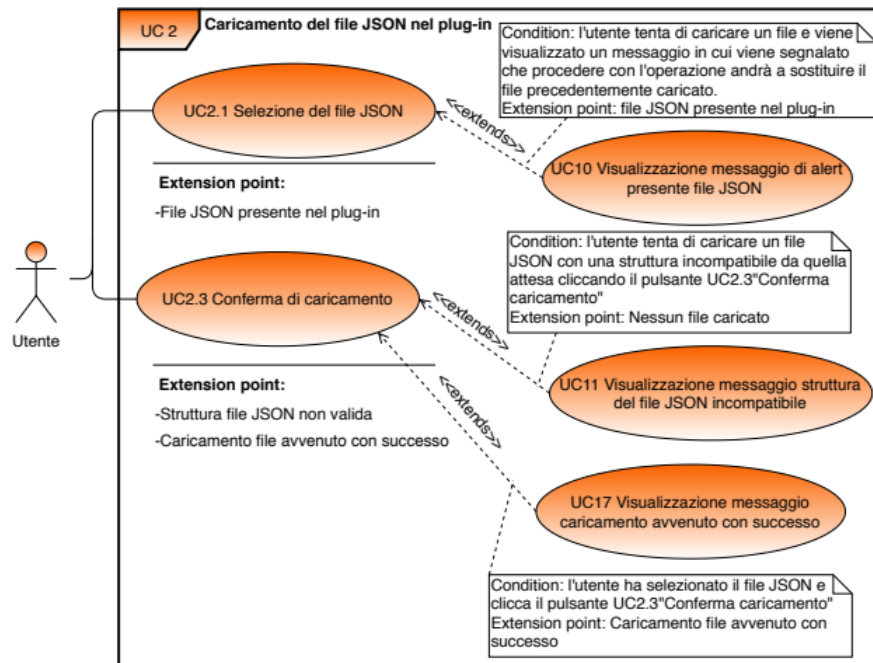 UC 2
Caricamento del file JSON nel plug-in
Condition: l'utente tenta di caricare un file e viene
visualizzato un messaggio in cui viene segnalato
che procedere con l'operazione andrà a sostituire il
file precedentemente caricato.
Extension point: file JSON presente nel plug-in
UC2.1 Selezione del file JSON
<<extends>>
UC10 Visualizzazione messaggio di alert
presente file JSON
Extension point:
-File JSON presente nel plug-in
Condition: l'utente tenta di caricare un file
JSON con una struttura incompatibile da quella
attesa cliccando il pulsante UC2.3"Conferma
caricamento"
Extension point: Nessun file caricato
Utente
UC2.3 Conferma di caricamento
<<extends>>
UC11 Visualizzazione messaggio struttura
del file JSON incompatibile
Extension point:
-Struttura file JSON non valida
-Caricamento file avvenuto con successo
<<extends>>
UC17 Visualizzazione messaggio
caricamento avvenuto con successo
Condition: l'utente ha selezionato il file JSON e
clicca il pulsante UC2.3"Conferma caricamento"
Extension point: Caricamento file avvenuto con
successo